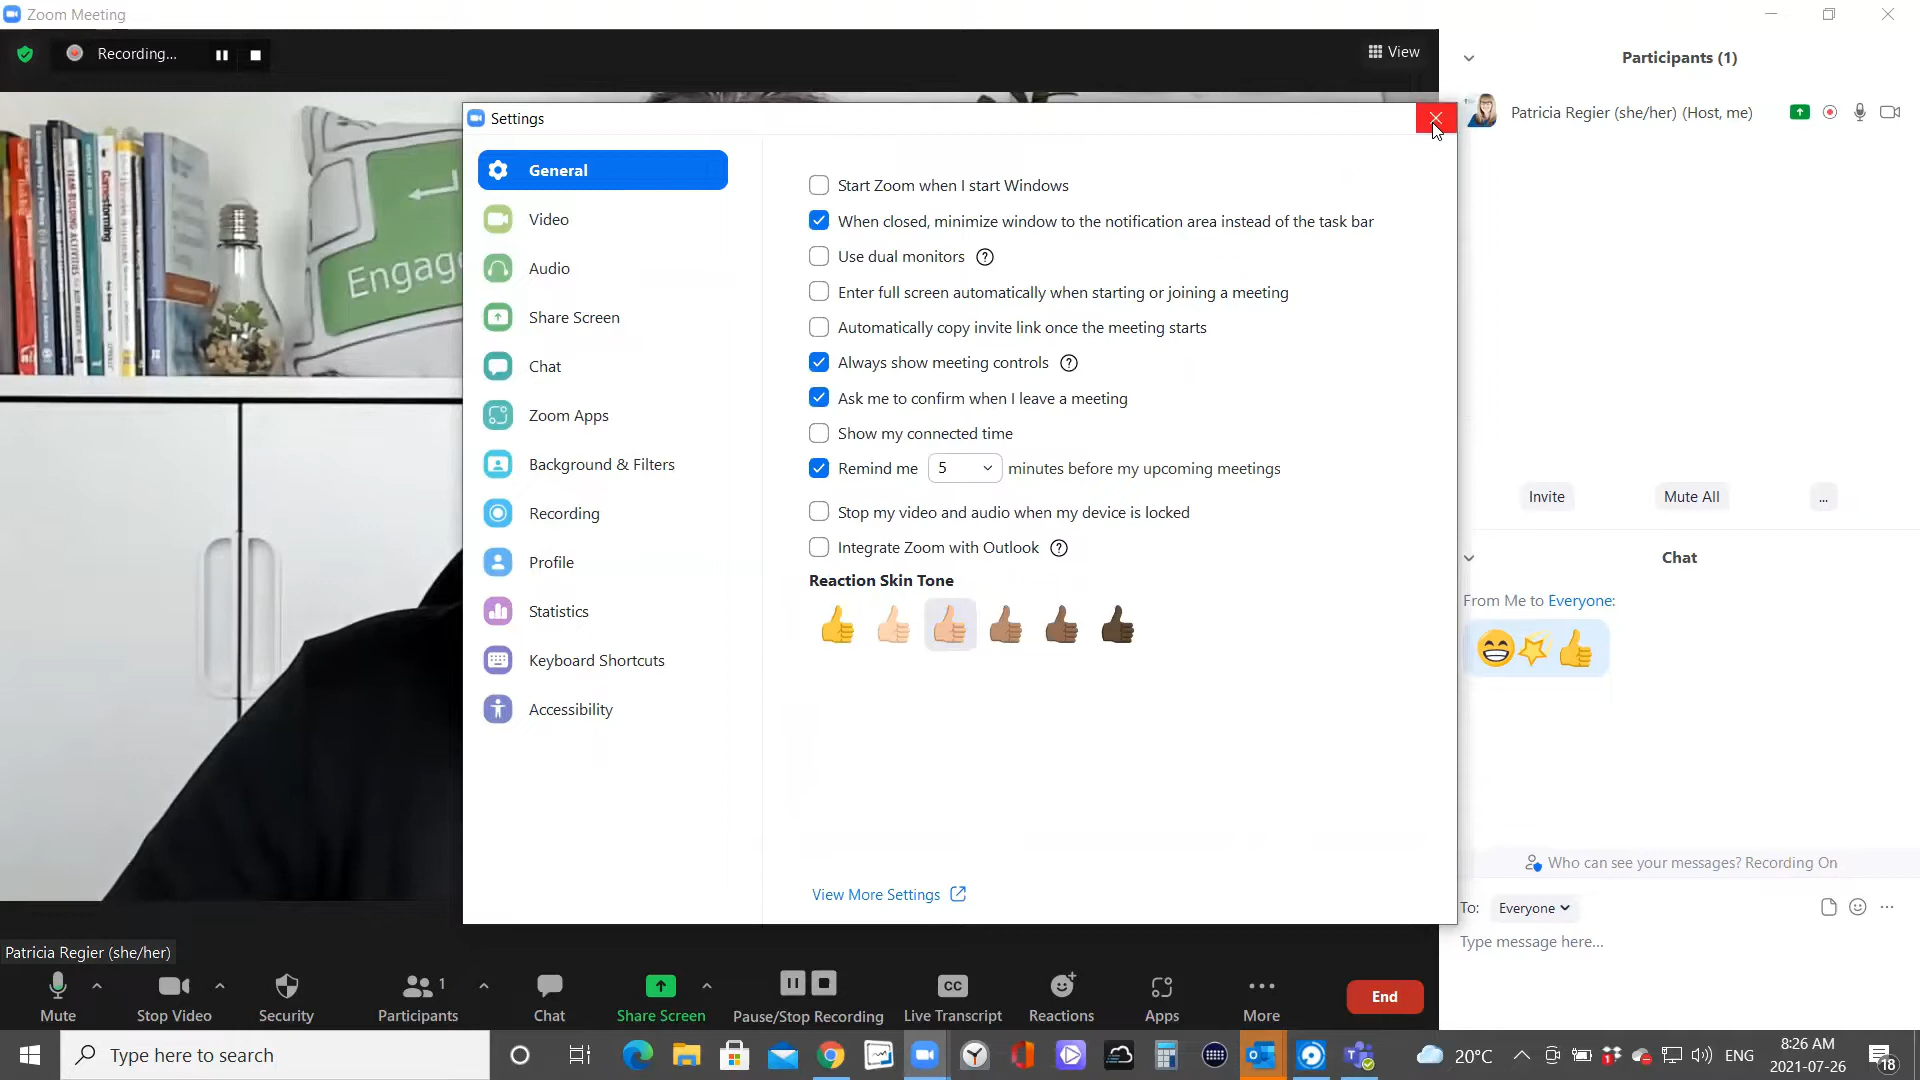 Zoom Meeting
Recording...
View
Participants (1)
Patricia Regier (she/her) (Host, me)
Settings
General
Video
Audio
Share Screen
Chat
Zoom Apps
Background & Filters
Recording
Profile
Statistics
Keyboard Shortcuts
Accessibility
Start Zoom when I start Windows
When closed, minimize window to the notification area instead of the task bar
Use dual monitors ?
Enter full screen automatically when starting or joining a meeting
Automatically copy invite link once the meeting starts
Always show meeting controls ?
Ask me to confirm when I leave a meeting
Show my connected time
Remind me 5 minutes before my upcoming meetings
Stop my video and audio when my device is locked
Integrate Zoom with Outlook ?
Reaction Skin Tone
View More Settings
Engag
Gamestorming
Invite
Mute All
...
Chat
From Me to Everyone:
Who can see your messages? Recording On
To: Everyone
Type message here...
Patricia Regier (she/her)
Mute
Stop Video
Security
Participants
1
Chat
Share Screen
Pause/Stop Recording
CC
Live Transcript
Reactions
Apps
More
End
Type here to search
20°C
ENG
8:26 AM
2021-07-26
18